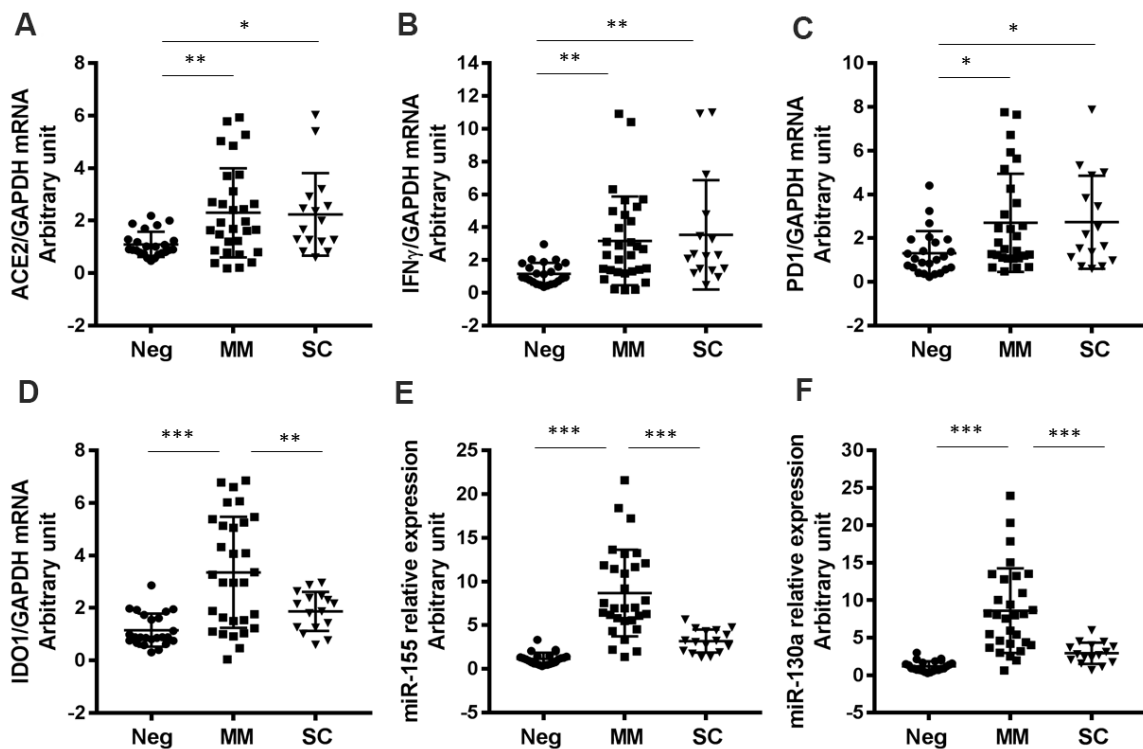 A
ACE2/GAPDH mRNA
Arbitrary unit
8
6
4
2
0
-2
**
*
Neg MM SC
B
IFNγ/GAPDH mRNA
Arbitrary unit
14
12
10
8
6
4
2
0
-2
**
**
Neg MM SC
C
PD1/GAPDH mRNA
Arbitrary unit
10
8
6
4
2
0
-2
*
*
Neg MM SC
D
IDO1/GAPDH mRNA
Arbitrary unit
8
6
4
2
0
-2
*** **
Neg MM SC
E
miR-155 relative expression
Arbitrary unit
25
20
15
10
5
0
-5
*** ***
Neg MM SC
F
miR-130a relative expression
Arbitrary unit
30
25
20
15
10
5
0
-5
*** ***
Neg MM SC